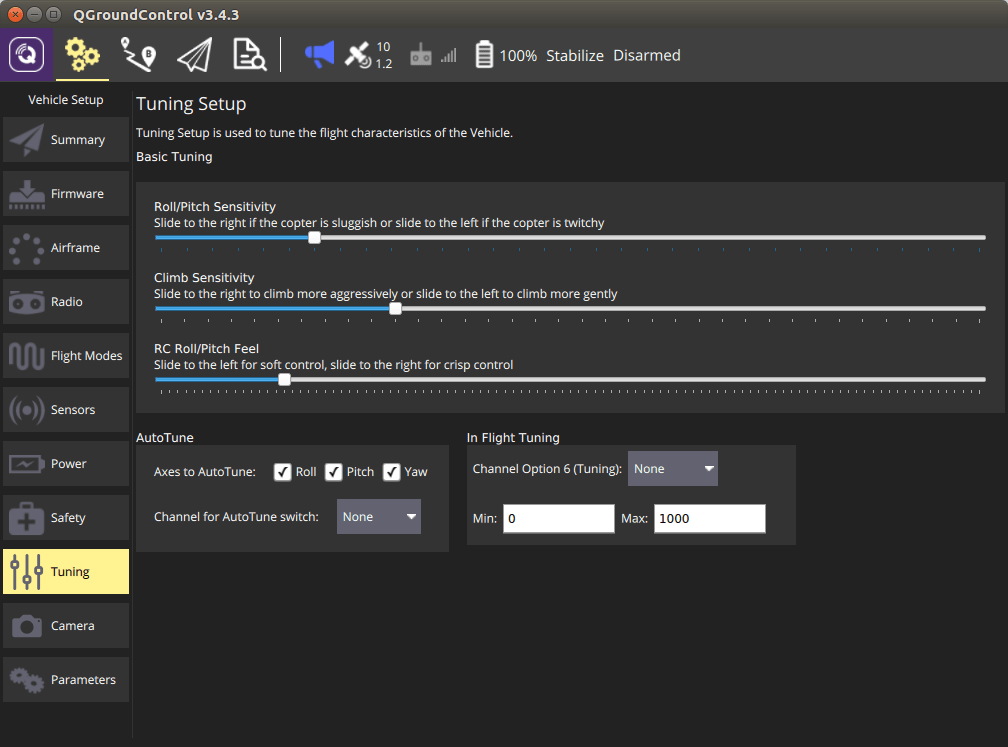 QGroundControl v3.4.3
10
1.2
100% Stabilize Disarmed
B
Q
Vehicle Setup
Summary
Firmware
Airframe
Radio
Flight Modes
Sensors
Power
Safety
Tuning
Camera
Parameters
Tuning Setup
Tuning Setup is used to tune the flight characteristics of the Vehicle.
Basic Tuning
Roll/Pitch Sensitivity
Slide to the right if the copter is sluggish or slide to the left if the copter is twitchy
Climb Sensitivity
Slide to the right to climb more aggressively or slide to the left to climb more gently
RC Roll/Pitch Feel
Slide to the left for soft control, slide to the right for crisp control
AutoTune
Axes to AutoTune: Roll Pitch Yaw
Channel for AutoTune switch: None
In Flight Tuning
Channel Option 6 (Tuning): None
Min: 0 Max: 1000